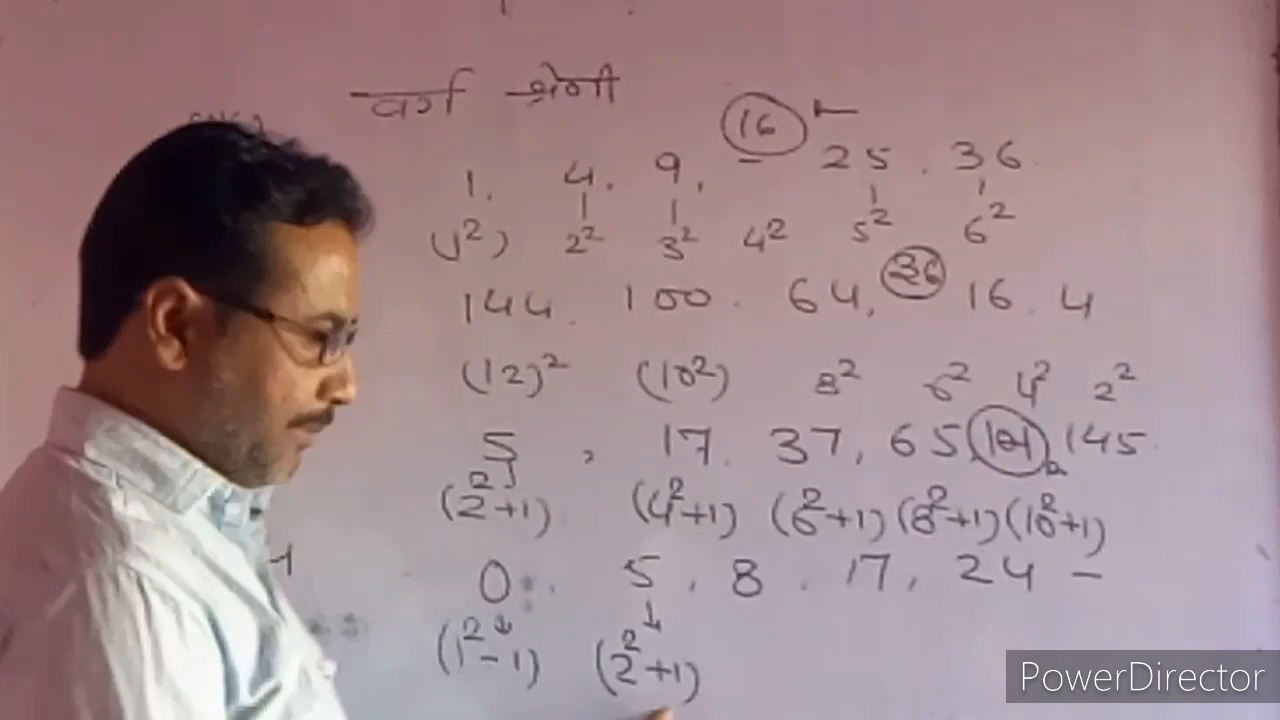 वर्ग श्रेणी
16
1. 4. 9, - 25. 36
(1²) 2² 3² 4² 5² 6²
144. 100. 64, 36 16. 4
(12)² (10²) 8² 6² 4² 2²
5, 17. 37, 65, 101, 145
(2²+1) (4²+1) (6²+1) (8²+1) (10²+1)
0. 5, 8. 17, 24 -
(1²-1) (2²+1)
PowerDirector